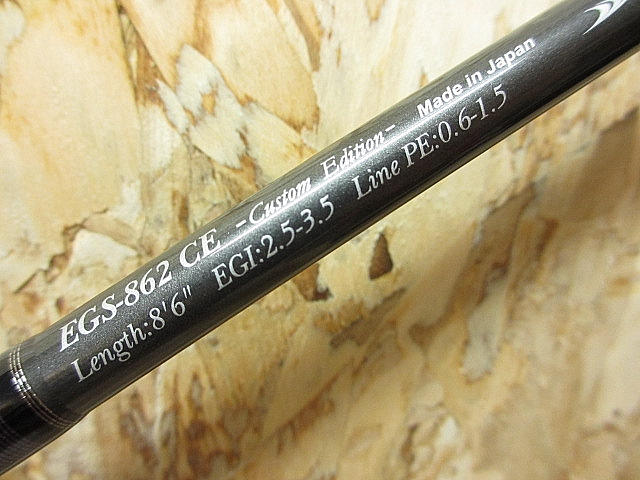 EGS-862 CE -Custom Edition- Made in Japan
Length:8'6" EGI:2.5-3.5 Line PE:0.6-1.5